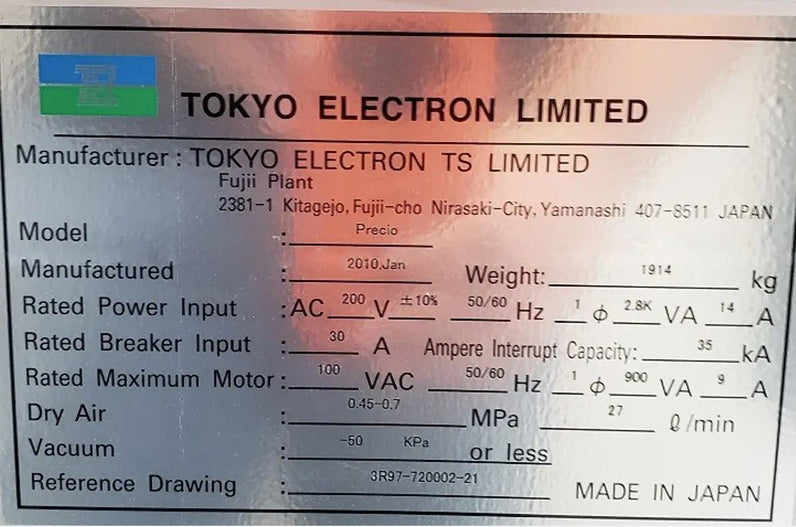 TEL
TOKYO ELECTRON LIMITED
Manufacturer : TOKYO ELECTRON TS LIMITED
Fujii Plant
2381-1 Kitagejo, Fujii-cho Nirasaki-City, Yamanashi 407-8511 JAPAN
Model : Precio
Manufactured : 2010,Jan Weight: 1914 kg
Rated Power Input : AC 200 V ±10% 50/60 Hz 1 ϕ 2.8K VA 14 A
Rated Breaker Input : 30 A Ampere Interrupt Capacity: 35 kA
Rated Maximum Motor : 100 VAC 50/60 Hz 1 ϕ 900 VA 9 A
Dry Air : 0.45-0.7 MPa 27 ℓ/min
Vacuum : -50 KPa or less
Reference Drawing : 3R97-720002-21
MADE IN JAPAN